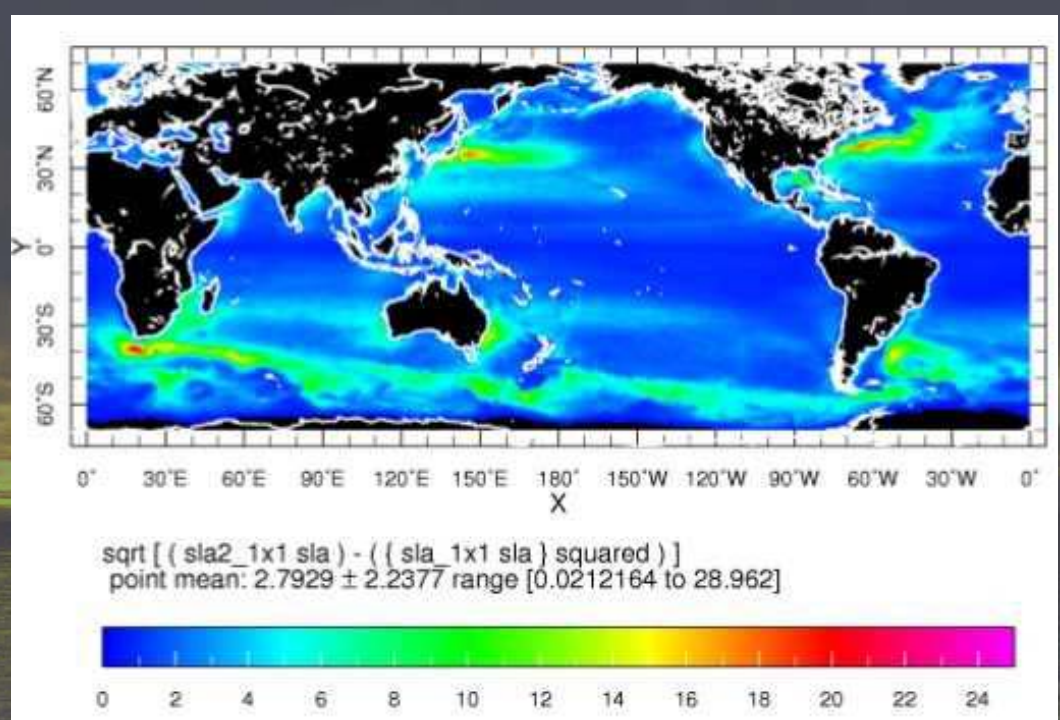 60°N
30°N
Y
0°
30°S
60°S
0° 30°E 60°E 90°E 120°E 150°E 180° 150°W 120°W 90°W 60°W 30°W 0°
X
sqrt [ ( sla2_1x1 sla ) - ( { sla_1x1 sla } squared ) ]
point mean: 2.7929 ± 2.2377 range [0.0212164 to 28.962]
0 2 4 6 8 10 12 14 16 18 20 22 24